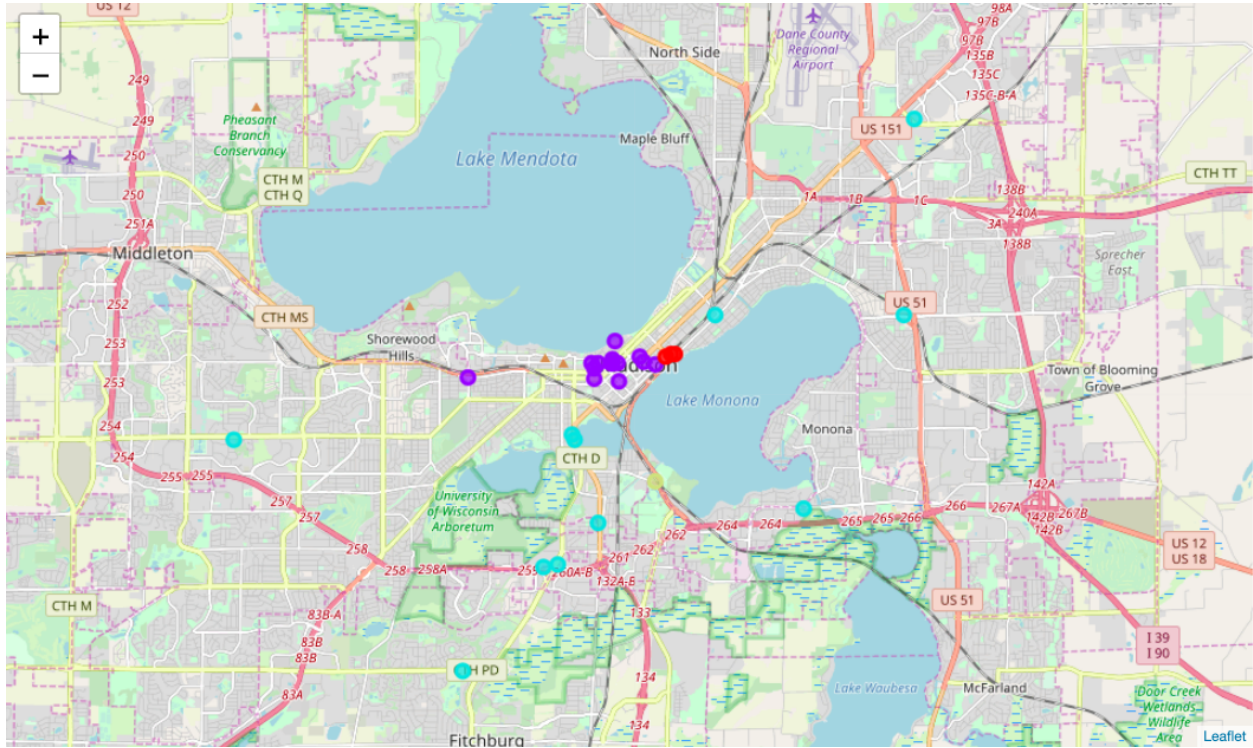 US 12
98A
Town of Burke
97B
+
−
North Side
Dane County
Regional
Airport
97B
135B
135C
135C-B-A
249
249
Pheasant
Branch
Conservancy
US 151
Maple Bluff
250
Lake Mendota
CTH M
CTH Q
CTH TT
250
138B
1A
1B
1C
240A
3A
251A
138B
Middleton
Sprecher
East
252
US 51
CTH MS
Shorewood
Hills
253
253
Town of Blooming
Grove
Lake Monona
254
Monona
254
CTH D
255
255
142A
University
of Wisconsin
Arboretum
257
266
267A
257
264
264
265
265
266
142B
267B
142B
262
262
258
261
US 12
US 18
258
258A
260A-B
132A-B
CTH M
US 51
83B-A
133
83B
I 39
I 90
83B
PD
134
83A
Lake Waubesa
McFarland
Door Creek
Wetlands
Wildlife
Area
134
Fitchburg
Leaflet